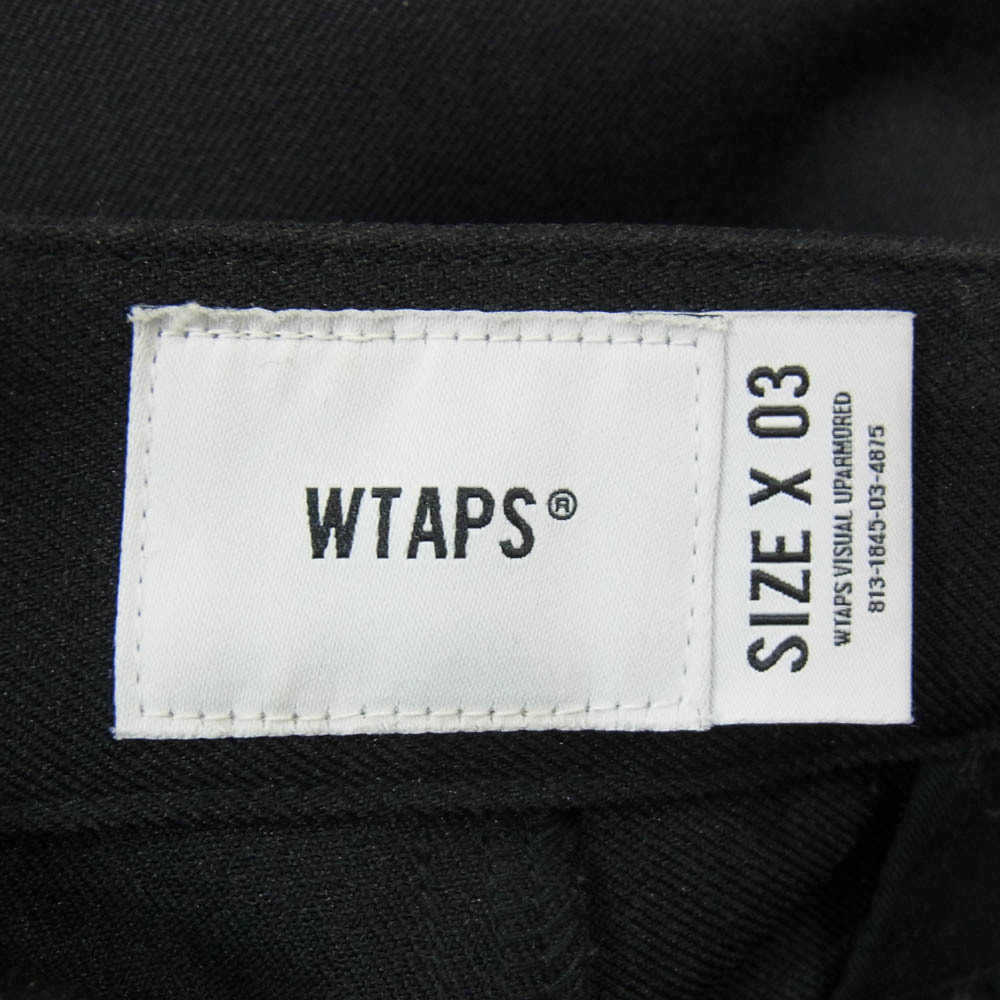 WTAPS®
SIZE X 03
WTAPS VISUAL UPARMORED
813-1845-03-4875